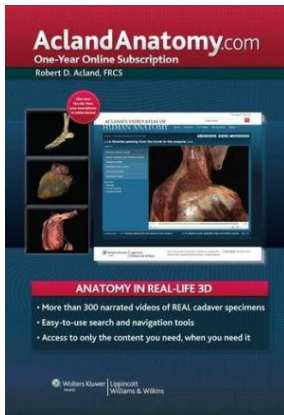 AclandAnatomy.com
One-Year Online Subscription
Robert D. Acland, FRCS
ACLAND'S VIDEO ATLAS OF
HUMAN ANATOMY
ANATOMY IN REAL-LIFE 3D
• More than 300 narrated videos of REAL cadaver specimens
• Easy-to-use search and navigation tools
• Access to only the content you need, when you need it
Wolters Kluwer
Health
Lippincott
Williams & Wilkins